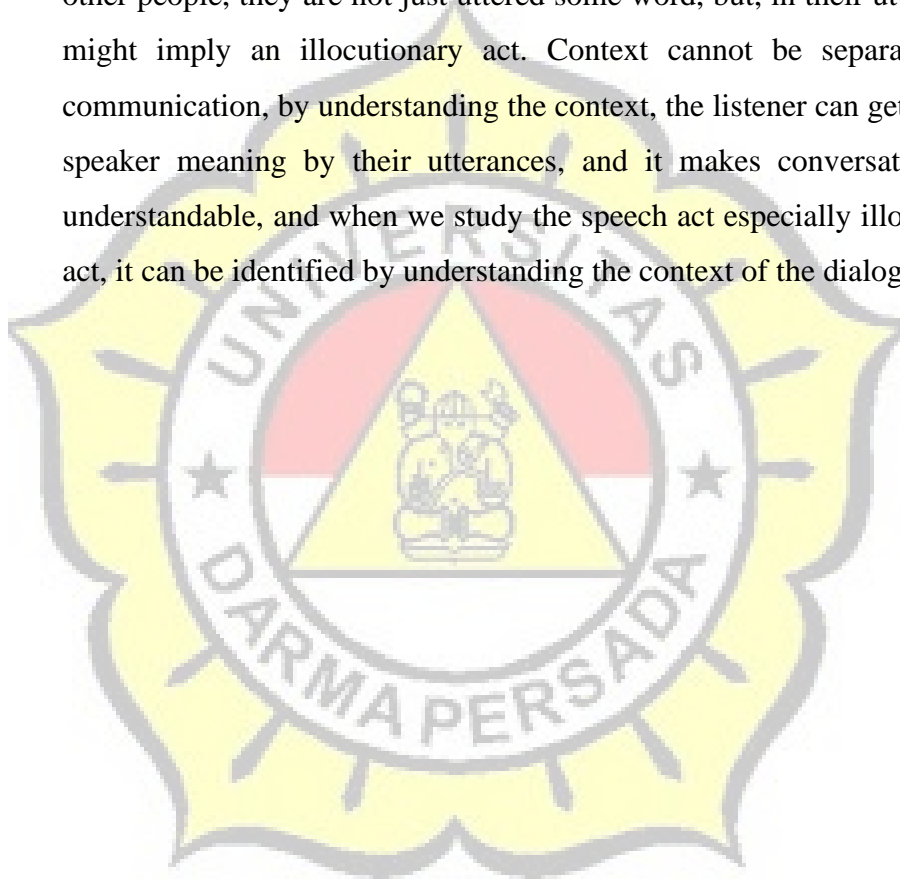 other people, they are not just uttered some word, but, in their ut
might imply an illocutionary act. Context cannot be separa
communication, by understanding the context, the listener can get
speaker meaning by their utterances, and it makes conversat
understandable, and when we study the speech act especially illo
act, it can be identified by understanding the context of the dialog
UNIVERSITAS
DARMA PERSADA